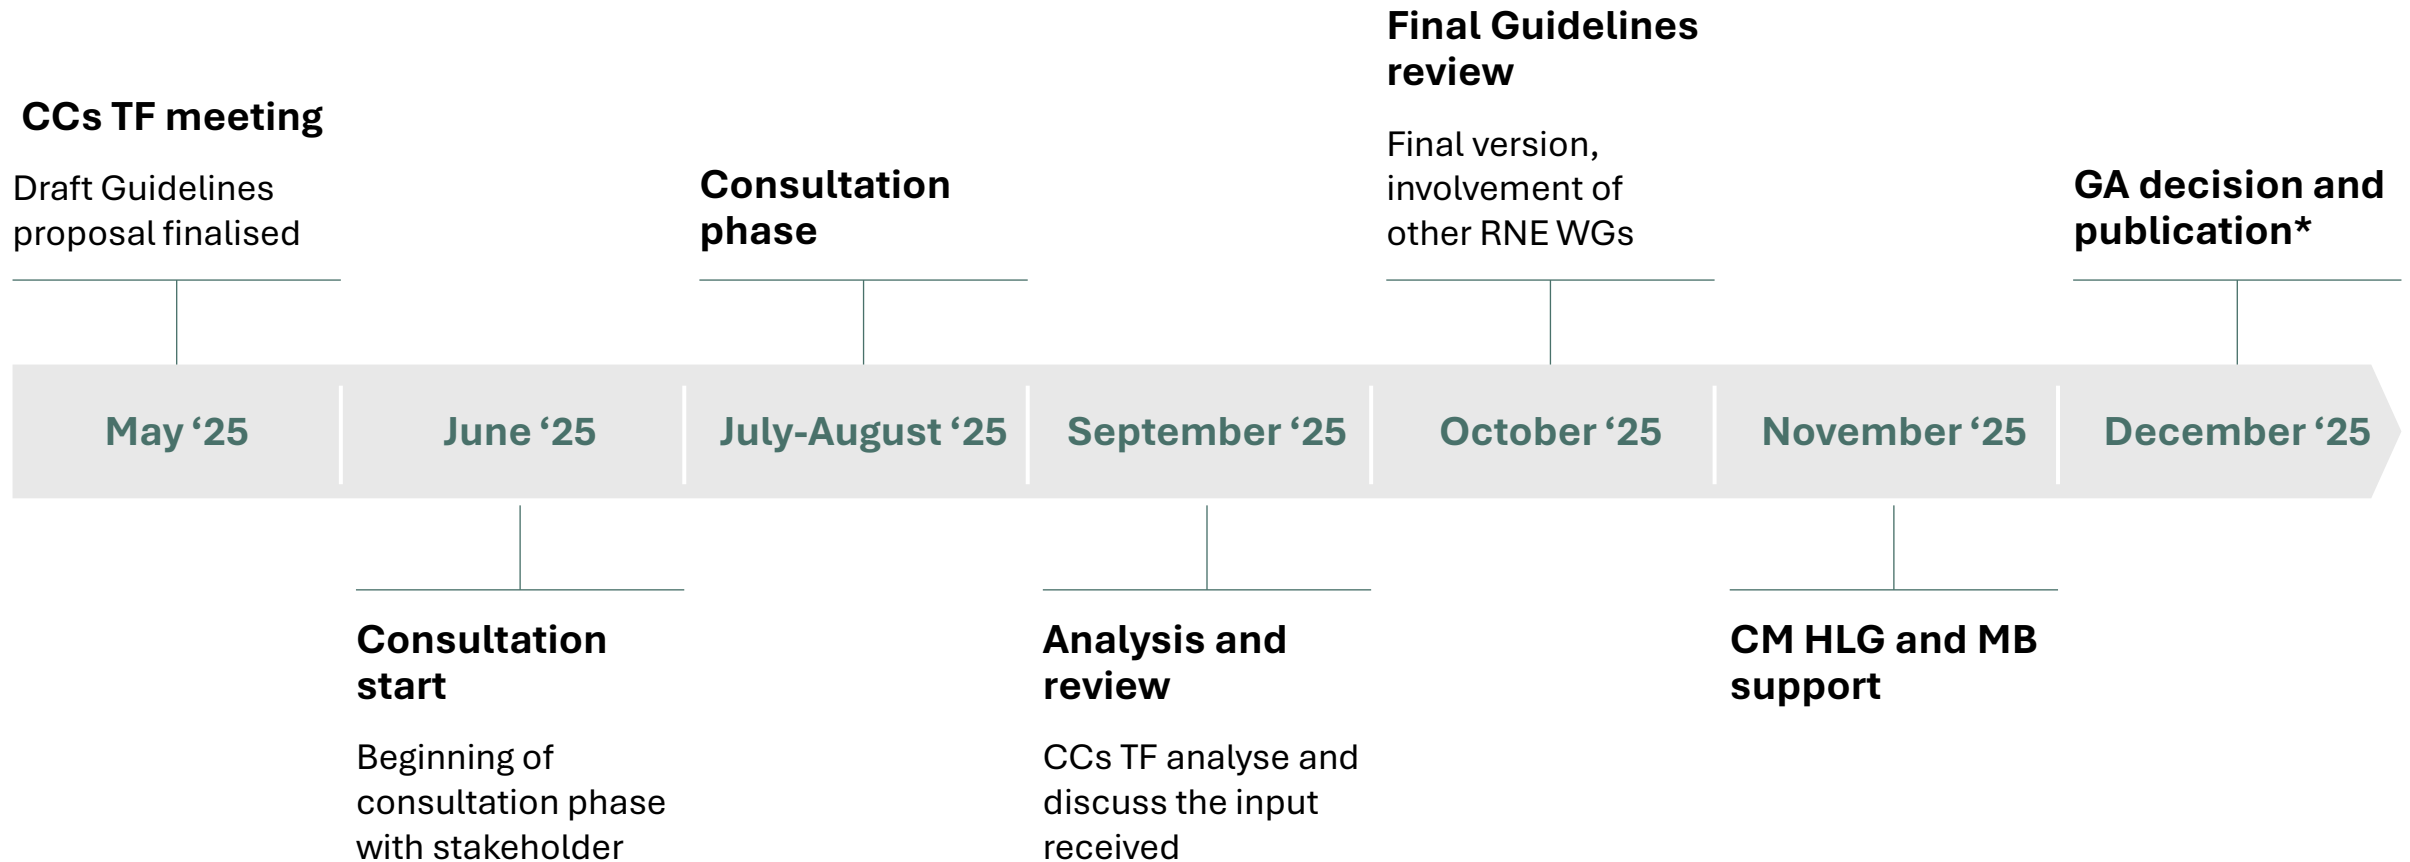 CCs TF meeting
Draft Guidelines
proposal finalised
Consultation
phase
Final Guidelines
review
Final version,
involvement of
other RNE WGs
GA decision and
publication*
May ‘25
June ‘25
July-August ‘25
September ‘25
October ‘25
November ‘25
December ‘25
Consultation
start
Beginning of
consultation phase
with stakeholder
Analysis and
review
CCs TF analyse and
discuss the input
received
CM HLG and MB
support